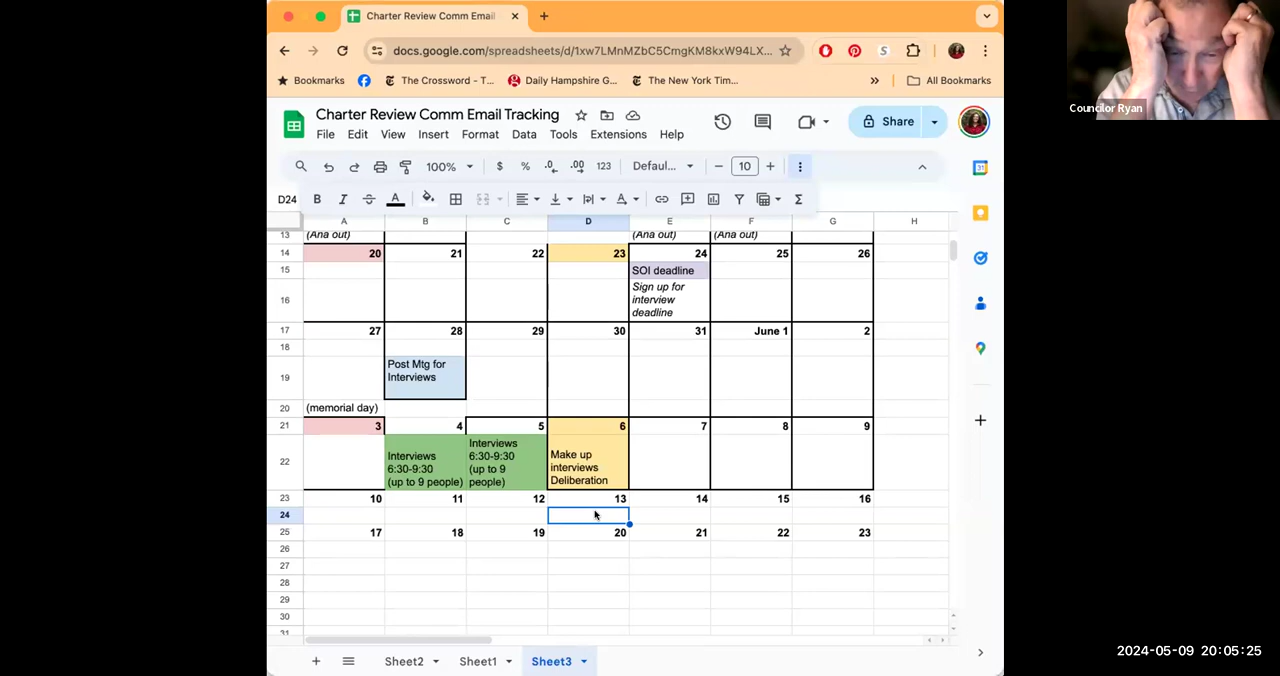 Charter Review Comm Email
docs.google.com/spreadsheets/d/1xw7LMnMZbC5CmgKM8kxW94LX...
Bookmarks
The Crossword - T...
Daily Hampshire G...
The New York Tim...
All Bookmarks
Councilor Ryan
Charter Review Comm Email Tracking
File Edit View Insert Format Data Tools Extensions Help
Share
100%
$ % .0 .00 123
Defaul...
10
D24
A B C D E F G H
13 (Ana out) (Ana out) (Ana out)
14 20 21 22 23 24 25 26
15 SOI deadline
16 Sign up for
interview
deadline
17 27 28 29 30 31 June 1 2
18
19 Post Mtg for
Interviews
20 (memorial day)
21 3 4 5 6 7 8 9
22
Interviews
6:30-9:30
(up to 9 people)
Interviews
6:30-9:30
(up to 9
people)
Make up
interviews
Deliberation
23 10 11 12 13 14 15 16
24
25 17 18 19 20 21 22 23
26
27
28
29
30
31
Sheet2 Sheet1 Sheet3
2024-05-09 20:05:25